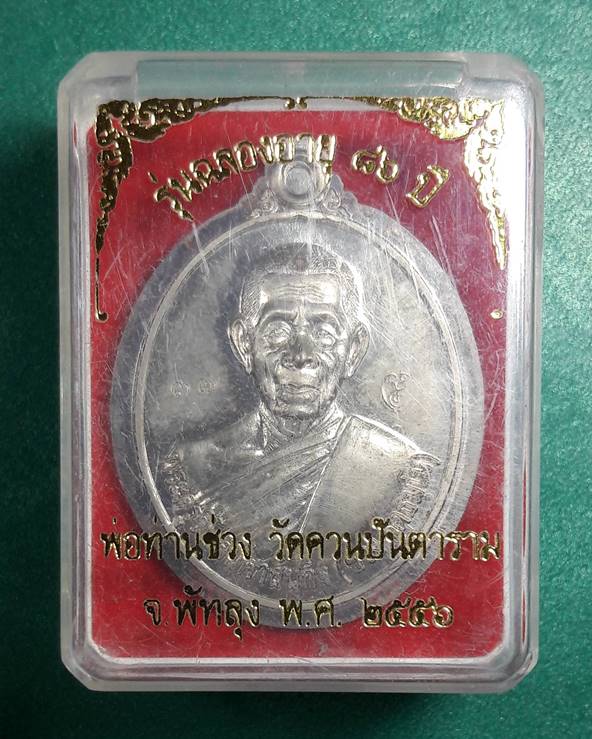 รุ่นฉลองอายุ ๘๖ ปี
พ่อท่านช่วง วัดควนปันตาราม
จ.พัทลุง พ.ศ. ๒๕๕๖